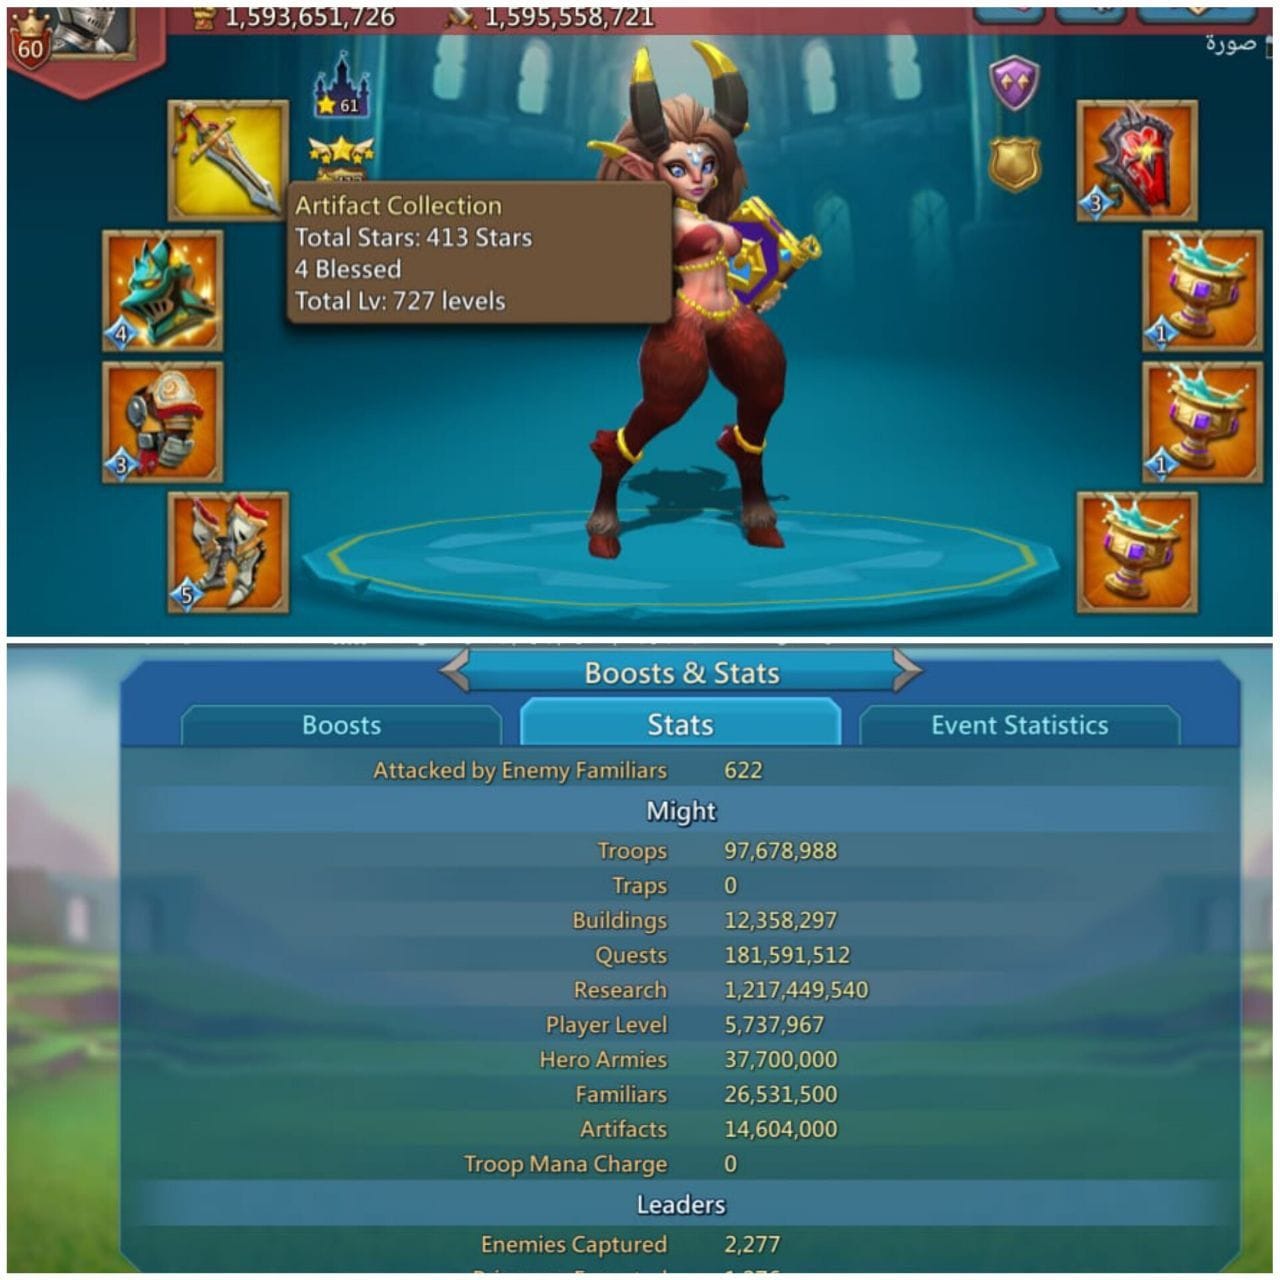 60
1,593,651,726
1,595,558,721
صورة
61
Artifact Collection
Total Stars: 413 Stars
4 Blessed
Total Lv: 727 levels
3
4
1
3
1
5
Boosts & Stats
Boosts
Stats
Event Statistics
Attacked by Enemy Familiars 622
Might
Troops 97,678,988
Traps 0
Buildings 12,358,297
Quests 181,591,512
Research 1,217,449,540
Player Level 5,737,967
Hero Armies 37,700,000
Familiars 26,531,500
Artifacts 14,604,000
Troop Mana Charge 0
Leaders
Enemies Captured 2,277